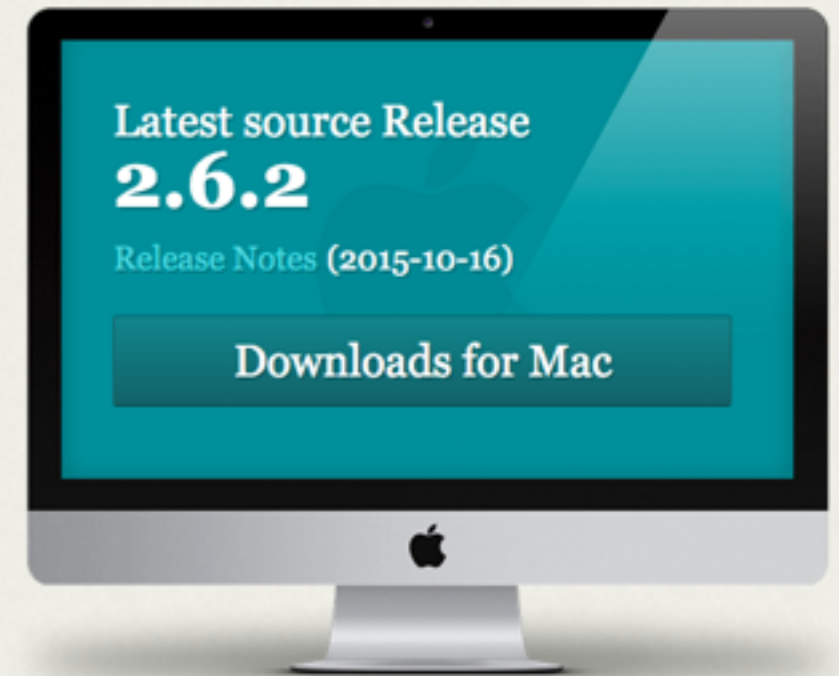 Latest source Release
2.6.2
Release Notes (2015-10-16)
Downloads for Mac